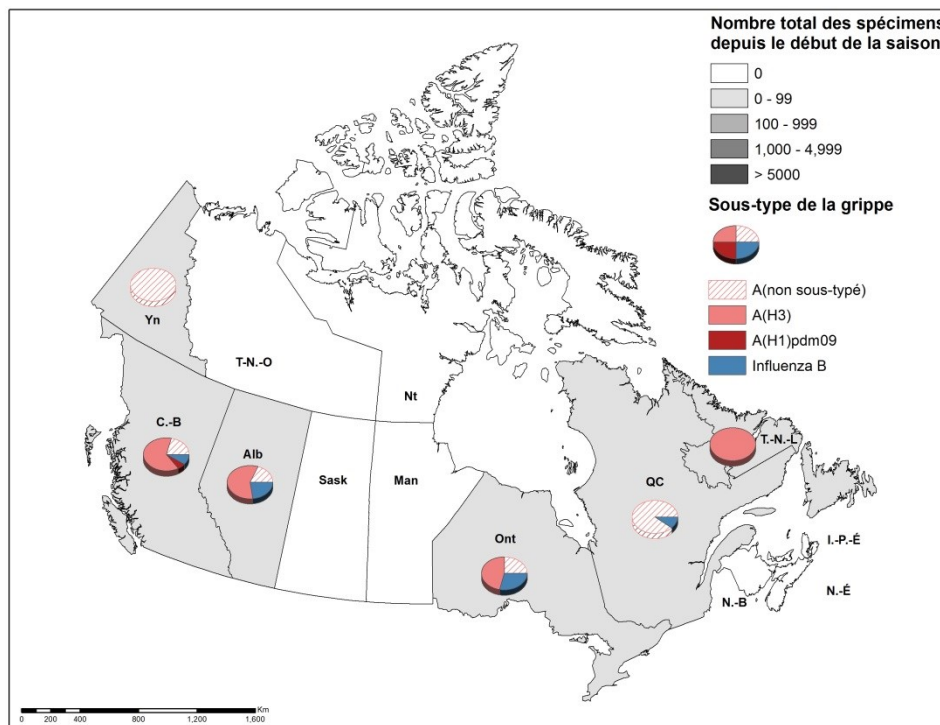 Nombre total des spécimens
depuis le début de la saison
0
0 - 99
100 - 999
1,000 - 4,999
> 5000
Sous-type de la grippe
A(non sous-typé)
A(H3)
A(H1)pdm09
Influenza B
Yn
T-N.-O
Nt
C.-B
Alb
Sask
Man
Ont
QC
T.-N.-L
I.-P.-É
N.-É
N.-B
Km
0 200 400 800 1,200 1,600